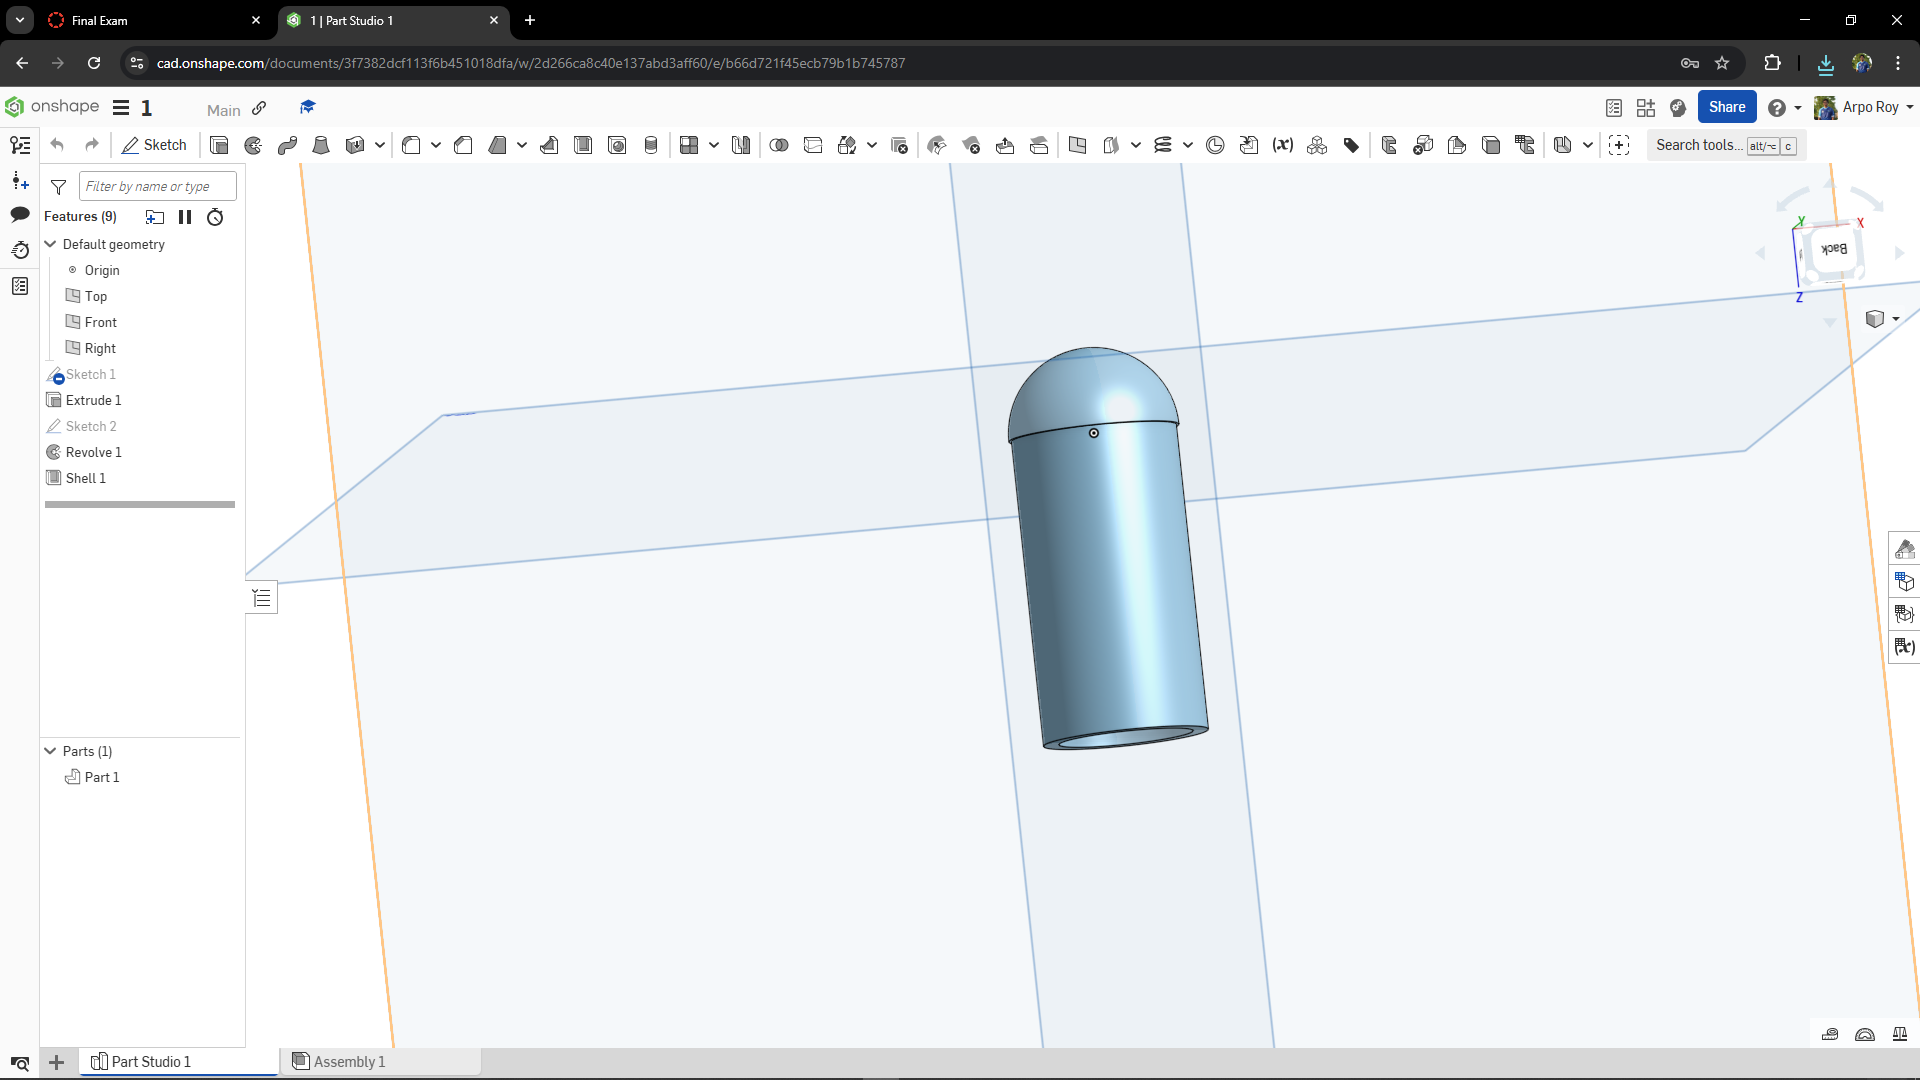 Final Exam
1 | Part Studio 1
cad.onshape.com/documents/3f7382dcf113f6b451018dfa/w/2d266ca8c40e137abd3aff60/e/b66d721f45ecb79b1b745787
onshape
1
Main
Share
Arpo Roy
Sketch
(x)
Search tools... alt/⌥ c
Filter by name or type
Features (9)
Default geometry
Origin
Top
Front
Right
Sketch 1
Extrude 1
Sketch 2
Revolve 1
Shell 1
Y
X
Back
Z
(x)
Parts (1)
Part 1
Part Studio 1
Assembly 1